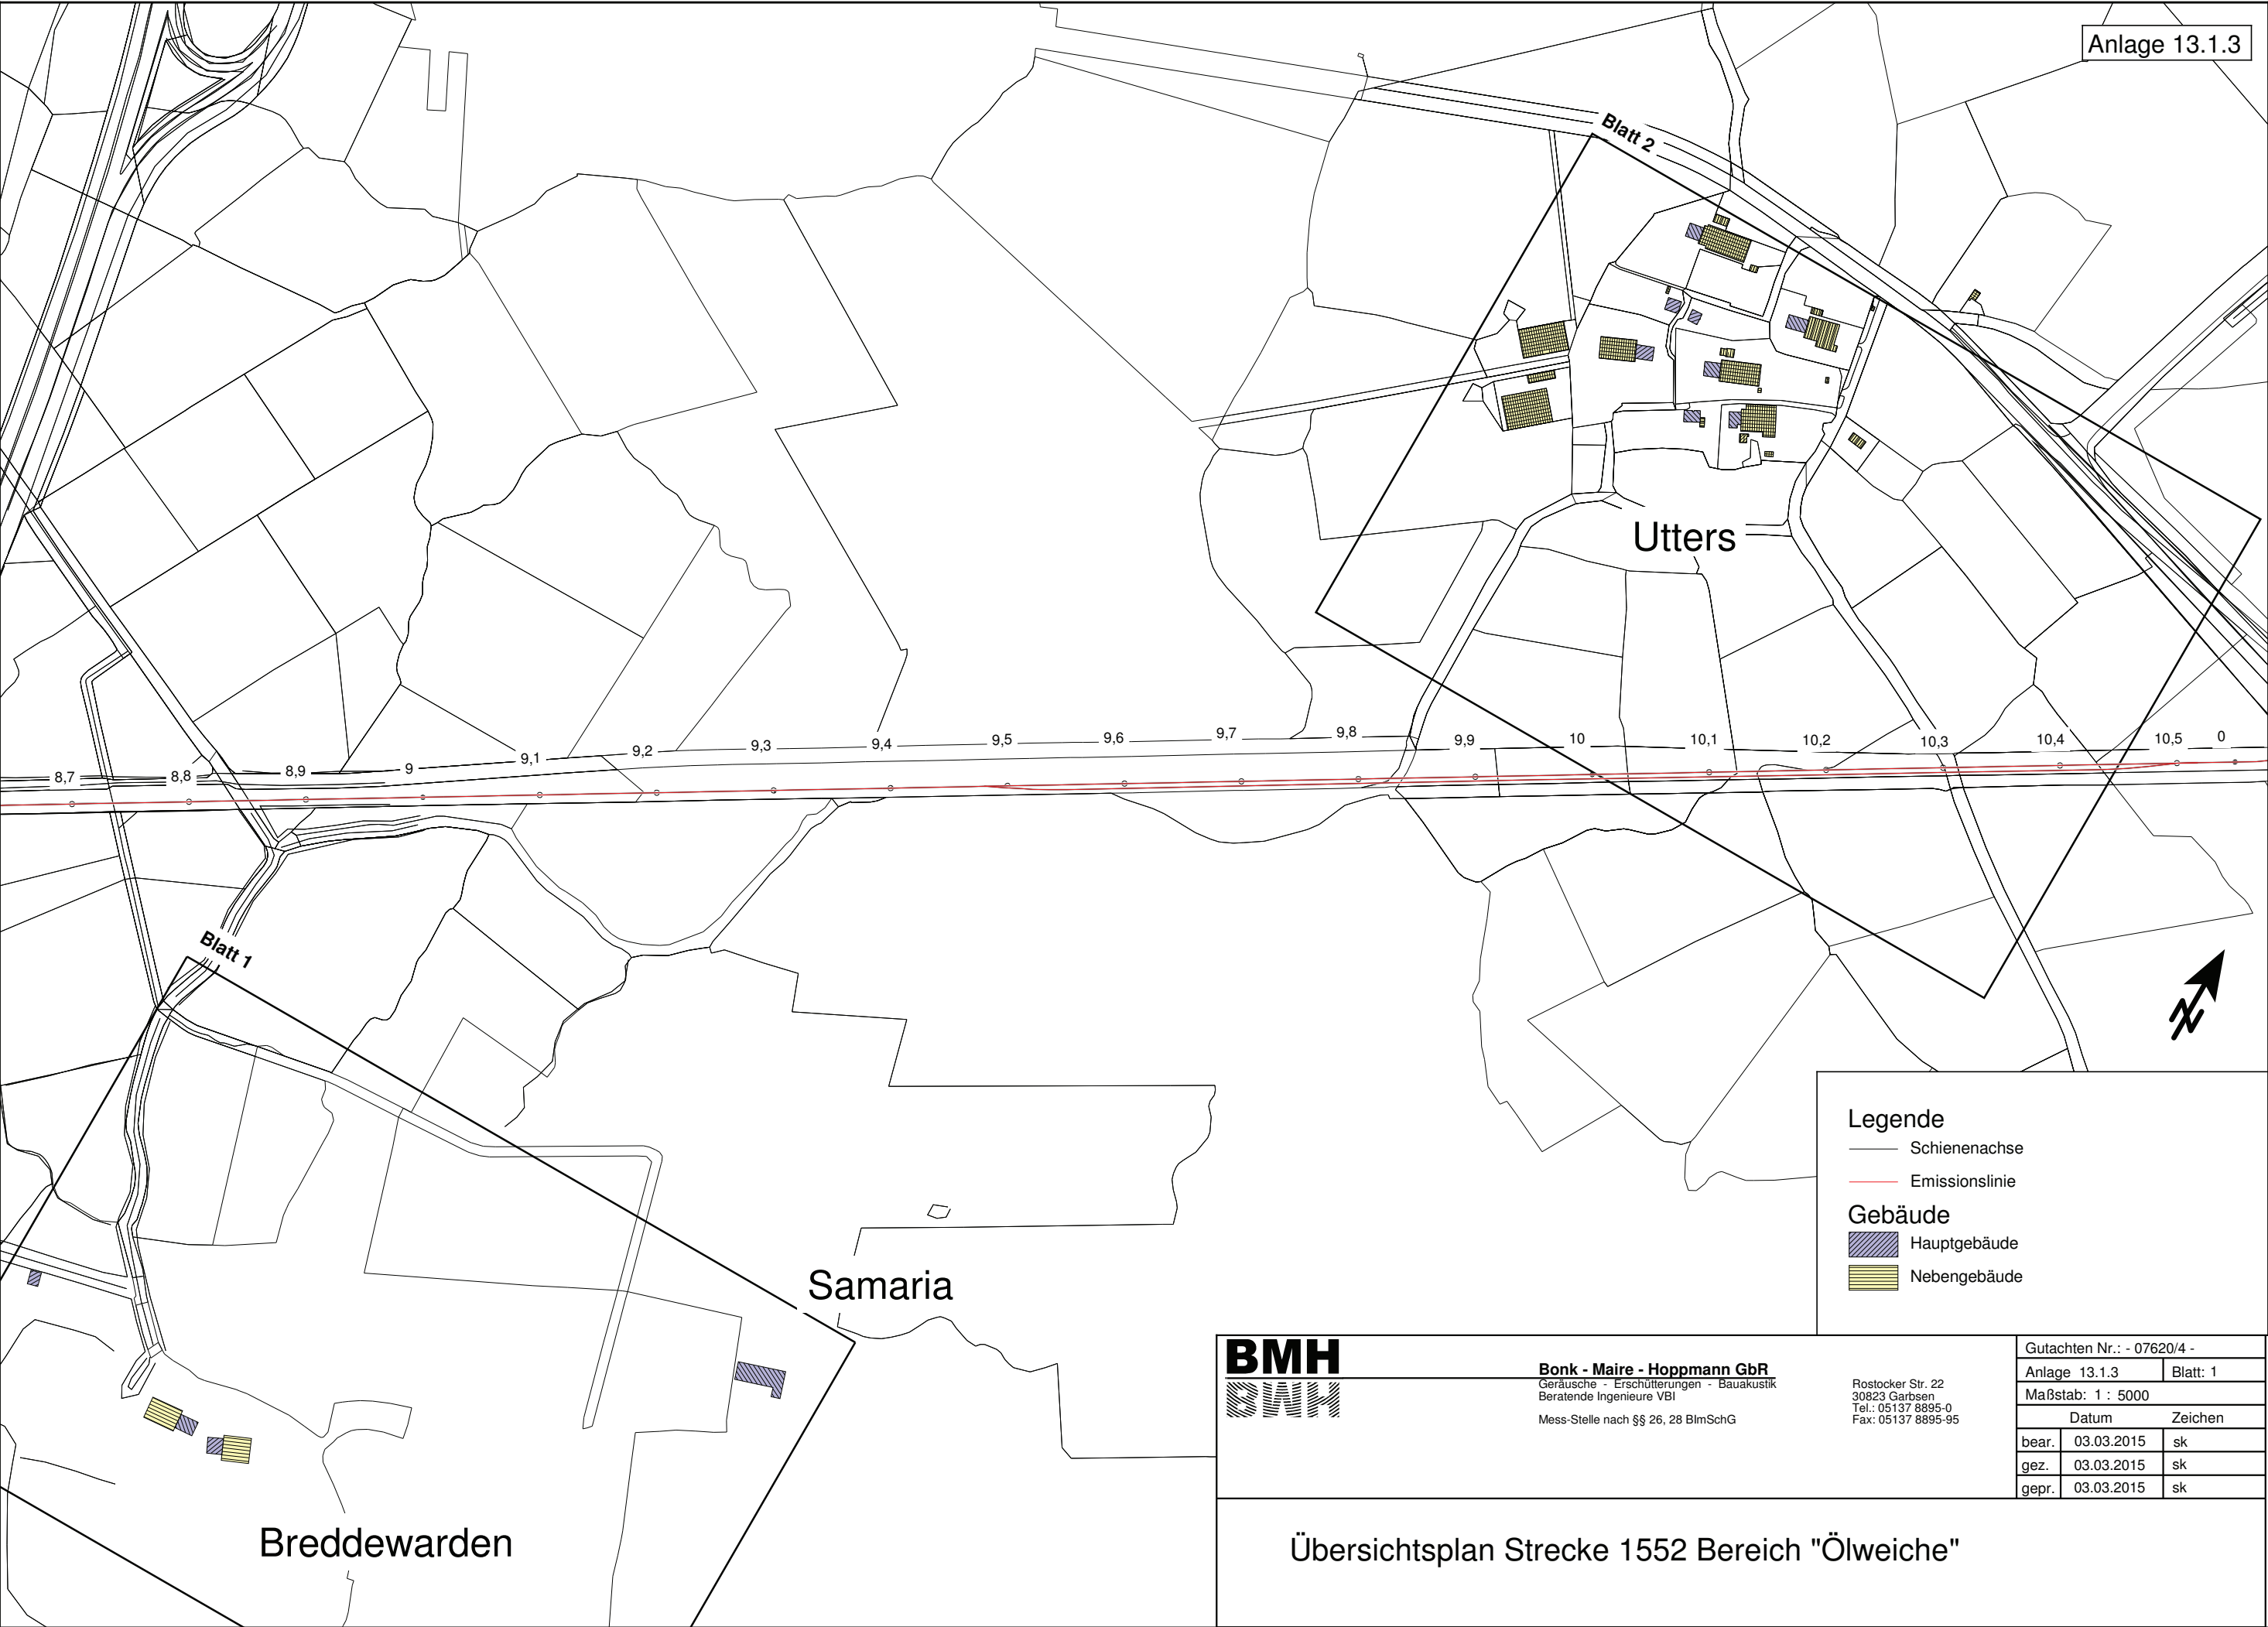 Anlage 13.1.3
Blatt 2
Utters
8,7 8,8 8,9 9 9,1 9,2 9,3 9,4 9,5 9,6 9,7 9,8 9,9 10 10,1 10,2 10,3 10,4 10,5 0
Blatt 1
Samaria
Breddewarden
Legende
Schienenachse
Emissionslinie
Gebäude
Hauptgebäude
Nebengebäude
BMH
Bonk - Maire - Hoppmann GbR
Geräusche - Erschütterungen - Bauakustik
Beratende Ingenieure VBI
Mess-Stelle nach §§ 26, 28 BImSchG
Rostocker Str. 22
30823 Garbsen
Tel.: 05137 8895-0
Fax: 05137 8895-95
Gutachten Nr.: - 07620/4 -
Anlage 13.1.3 Blatt: 1
Maßstab: 1 : 5000
Datum Zeichen
bear. 03.03.2015 sk
gez. 03.03.2015 sk
gepr. 03.03.2015 sk
Übersichtsplan Strecke 1552 Bereich "Ölweiche"